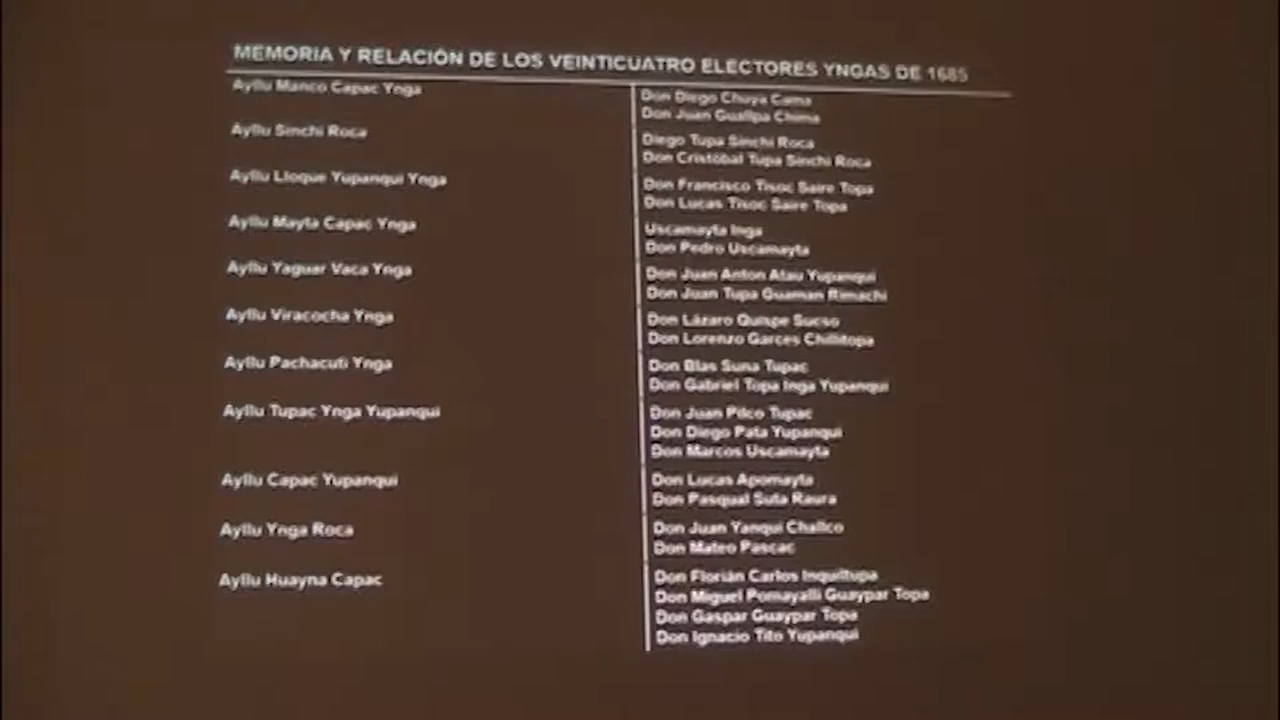 MEMORIA Y RELACIÓN DE LOS VEINTICUATRO ELECTORES YNGAS DE 1685
Ayllu Manco Capac Ynga
Don Diego Chuya Cama
Don Juan Guallpa Chima
Ayllu Sinchi Roca
Diego Tupa Sinchi Roca
Don Cristóbal Tupa Sinchi Roca
Ayllu Lloque Yupanqui Ynga
Don Francisco Tisoc Saire Topa
Don Lucas Tisoc Saire Topa
Ayllu Mayta Capac Ynga
Uscamayta Inga
Don Pedro Uscamayta
Ayllu Yaguar Vaca Ynga
Don Juan Anton Atau Yupanqui
Don Juan Tupa Guaman Rimachi
Ayllu Viracocha Ynga
Don Lázaro Quispe Sucso
Don Lorenzo Garces Chillitopa
Ayllu Pachacuti Ynga
Don Blas Suna Tupac
Don Gabriel Topa Inga Yupanqui
Ayllu Tupac Ynga Yupanqui
Don Juan Pilco Tupac
Don Diego Pata Yupanqui
Don Marcos Uscamayta
Ayllu Capac Yupanqui
Don Lucas Apomayta
Don Pasqual Suta Raura
Ayllu Ynga Roca
Don Juan Yanqui Challco
Don Mateo Pascac
Ayllu Huayna Capac
Don Florián Carlos Inquiltupa
Don Miguel Pomayalli Guaypar Topa
Don Gaspar Guaypar Topa
Don Ignacio Tito Yupanqui